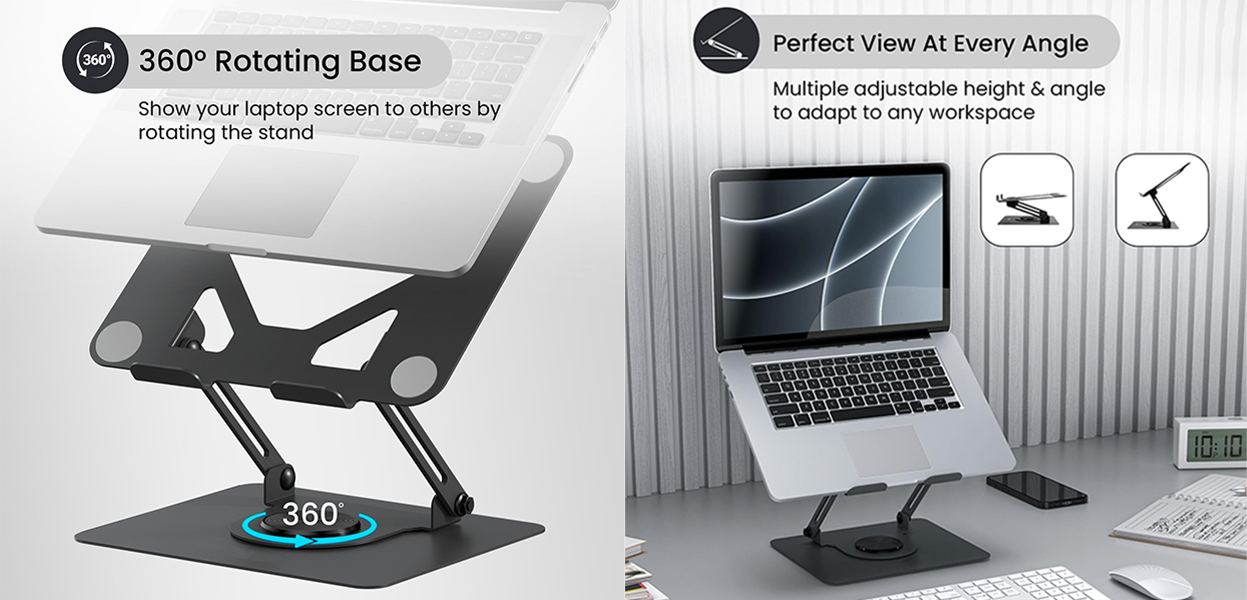 360°
360° Rotating Base
Show your laptop screen to others by
rotating the stand
360°
Perfect View At Every Angle
Multiple adjustable height & angle
to adapt to any workspace
10:10